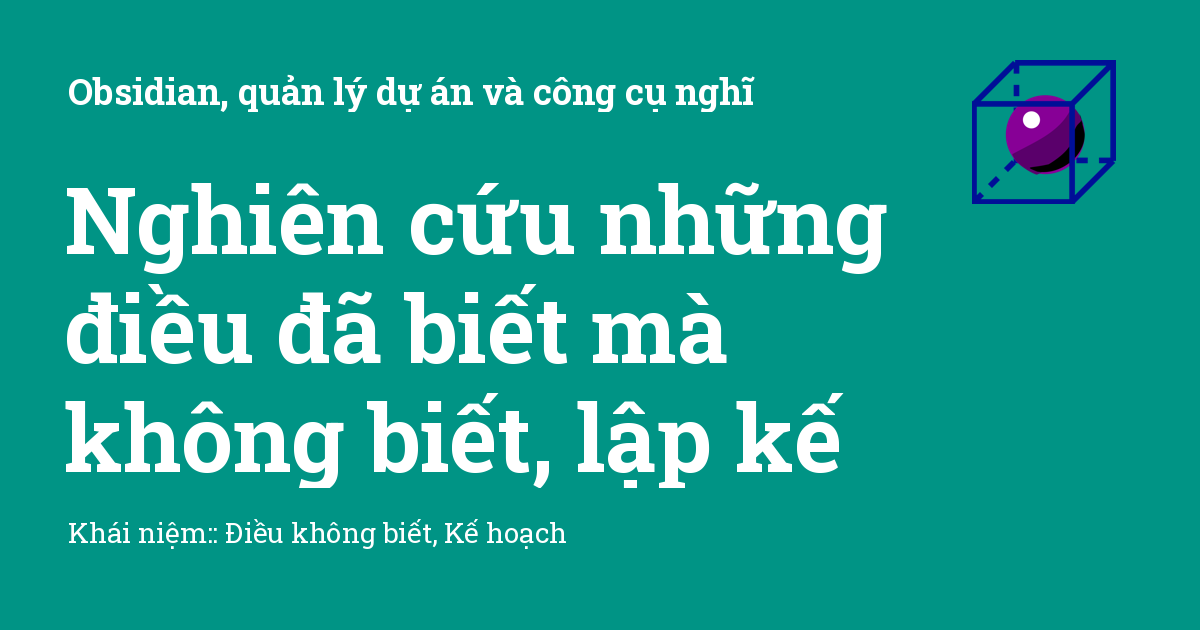 Obsidian, quản lý dự án và công cụ nghĩ
Nghiên cứu những
điều đã biết mà
không biết, lập kế
Khái niệm:: Điều không biết, Kế hoạch